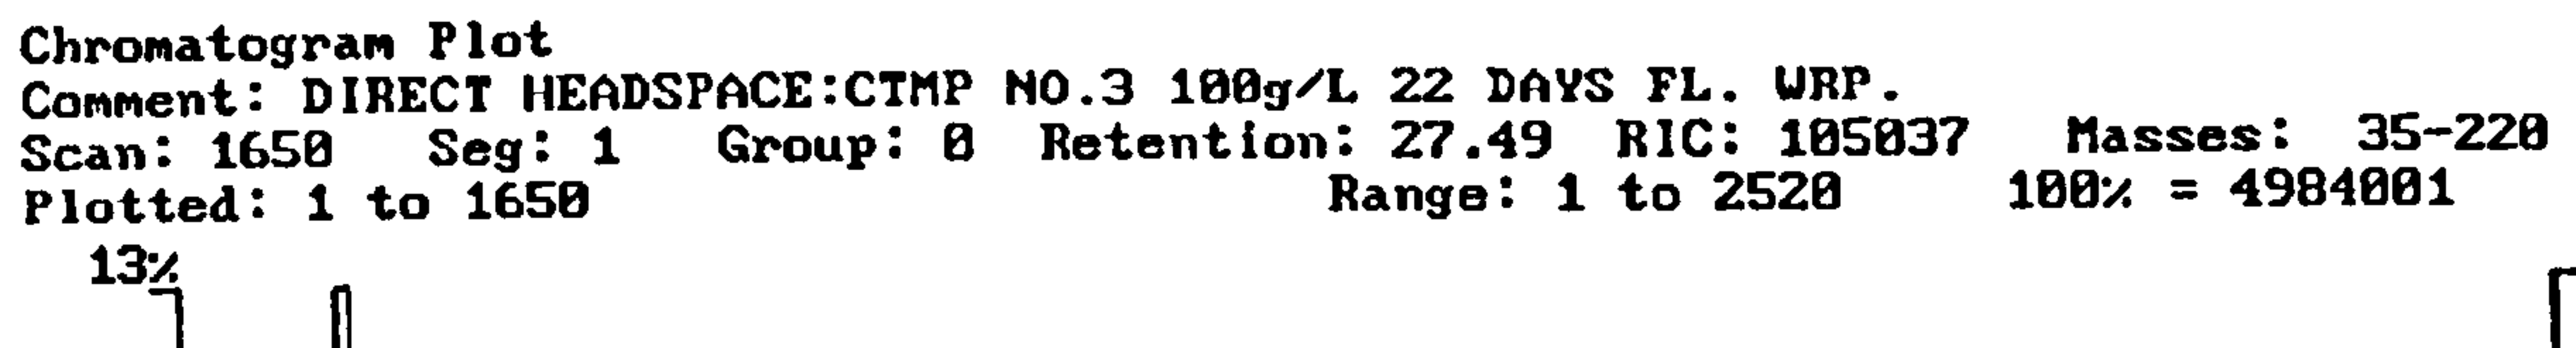 Chromatogram Plot
Comment: DIRECT HEADSPACE:CTMP NO.3 100g/L 22 DAYS FL. WRP.
Scan: 1650 Seg: 1 Group: 0 Retention: 27.49 RIC: 105037 Masses: 35-220
Plotted: 1 to 1650 Range: 1 to 2520 100% = 4984001
13%